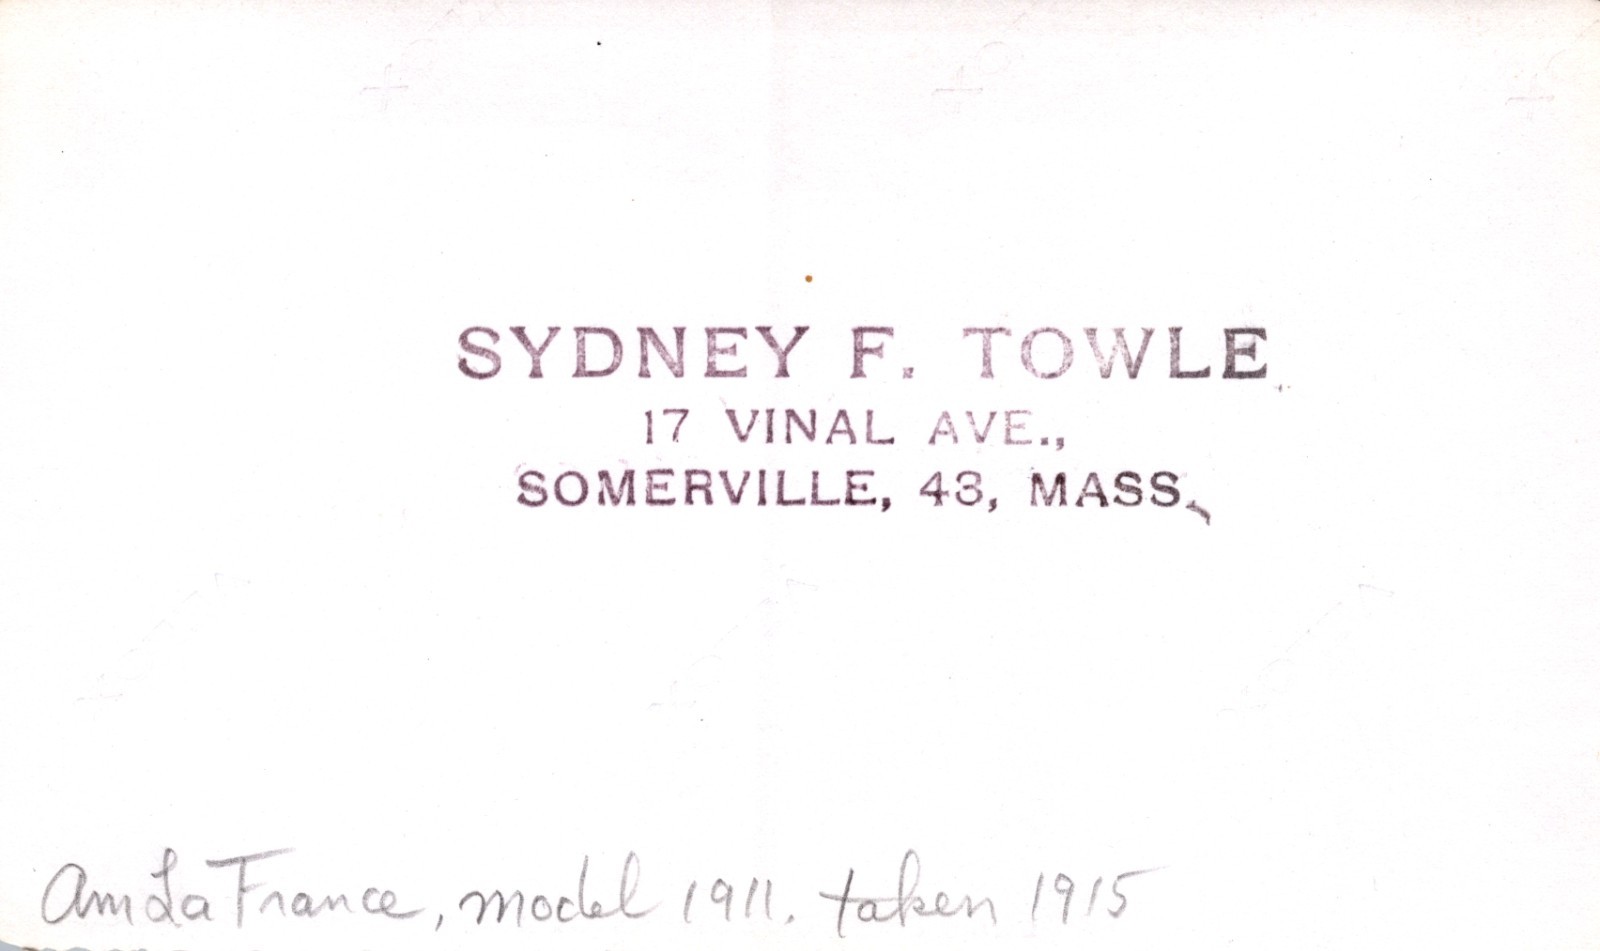 SYDNEY F. TOWLE
17 VINAL AVE.,
SOMERVILLE, 43, MASS.
Am La France, model 1911. taken 1915